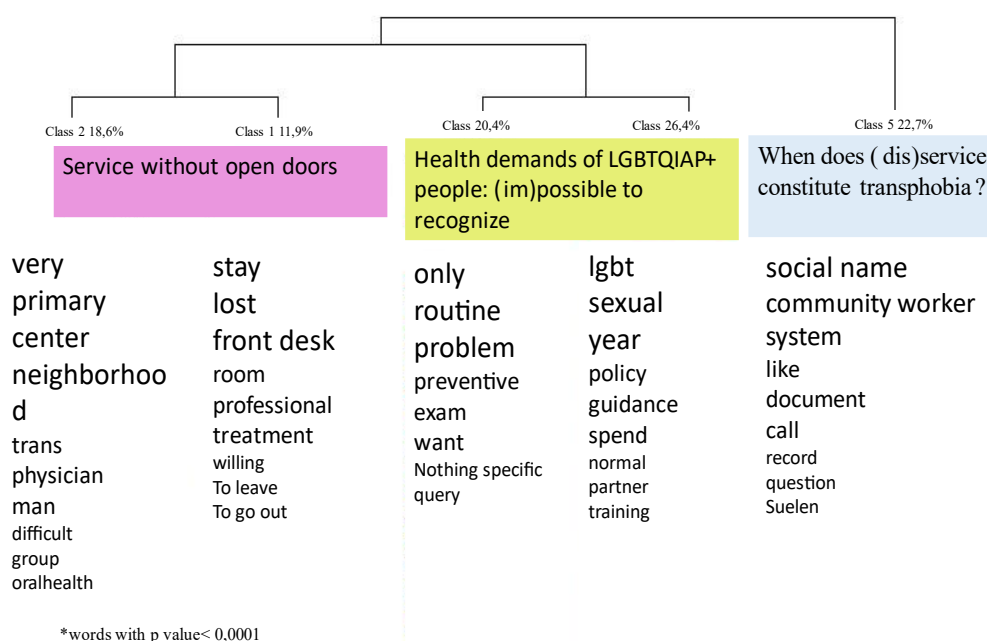 Class 2 18,6%
Class 1 11,9%
Class 20,4%
Class 26,4%
Class 5 22,7%
Service without open doors
Health demands of LGBTQIAP+
people: (im)possible to
recognize
When does ( dis)service
constitute transphobia ?
very
primary
center
neighborhoo
d
trans
physician
man
difficult
group
oralhealth
stay
lost
front desk
room
professional
treatment
willing
To leave
To go out
only
routine
problem
preventive
exam
want
Nothing specific
query
lgbt
sexual
year
policy
guidance
spend
normal
partner
training
social name
community worker
system
like
document
call
record
question
Suelen
*words with p value< 0,0001